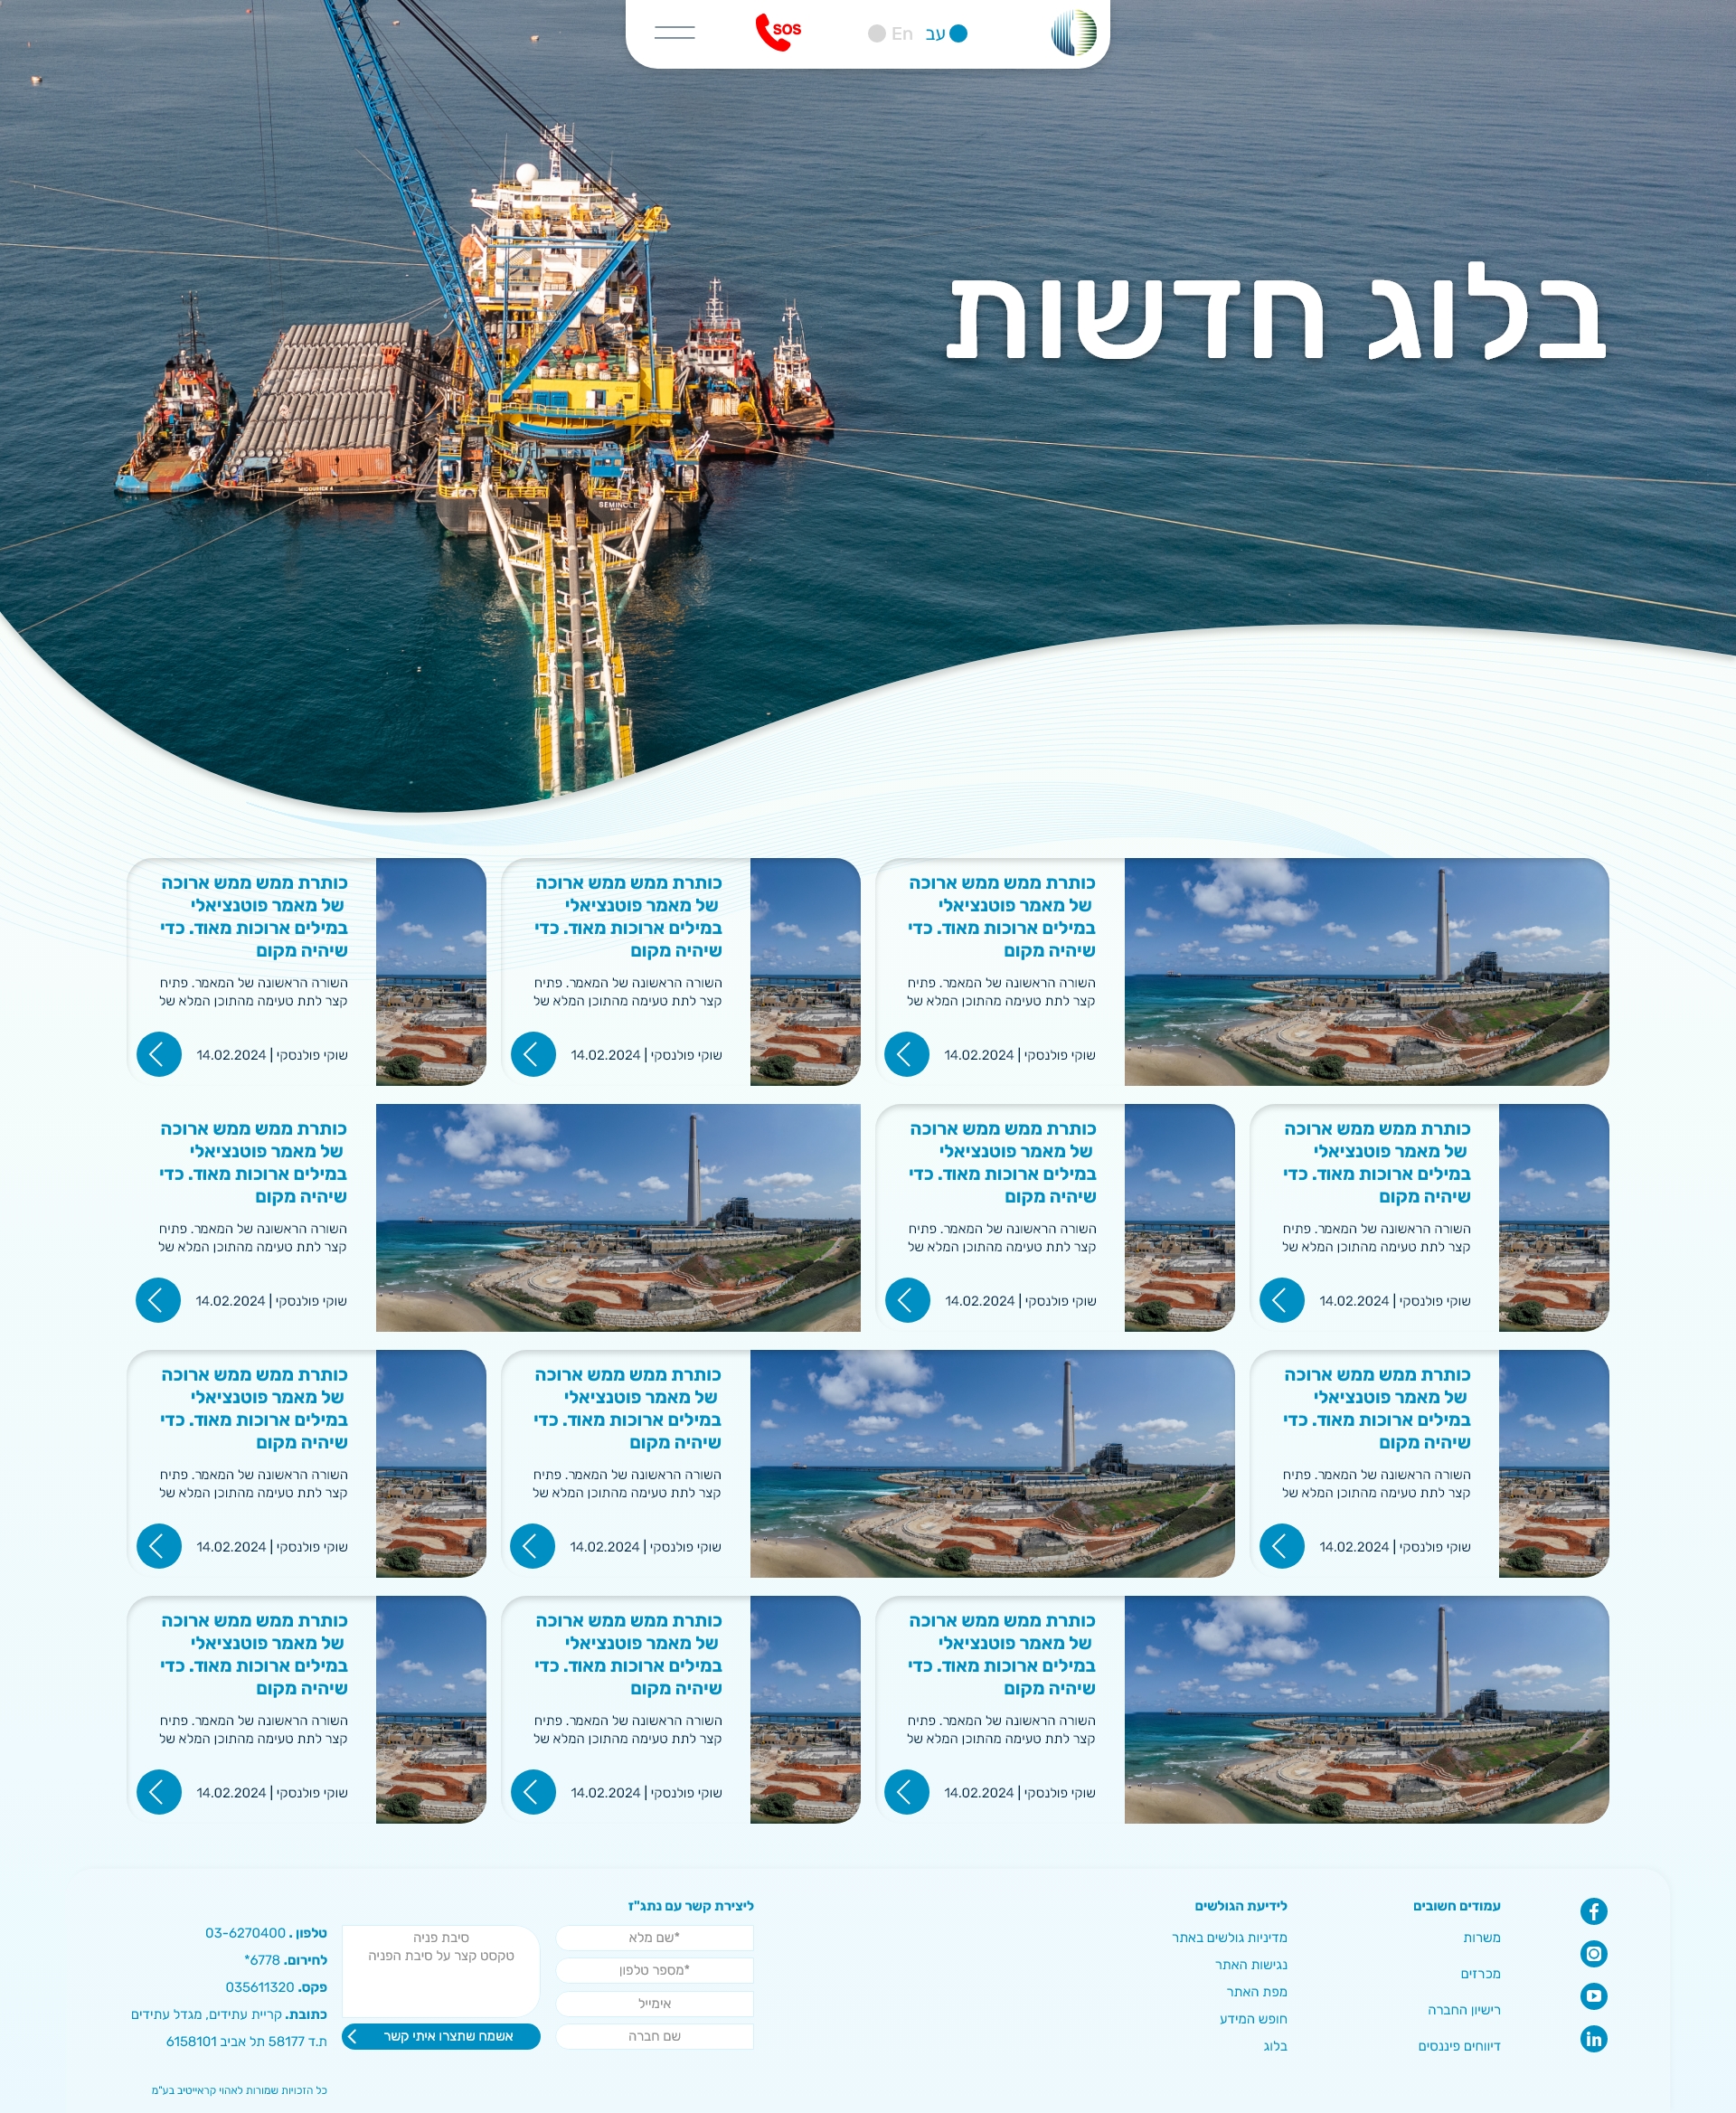 עב En SOS
בלוג חדשות
כותרת ממש ממש ארוכה
של מאמר פוטנציאלי
במילים ארוכות מאוד. כדי
שיהיה מקום
השורה הראשונה של המאמר. פתיח
קצר לתת טעימה מהתוכן המלא של
שוקי פולנסקי | 14.02.2024
כותרת ממש ממש ארוכה
של מאמר פוטנציאלי
במילים ארוכות מאוד. כדי
שיהיה מקום
השורה הראשונה של המאמר. פתיח
קצר לתת טעימה מהתוכן המלא של
שוקי פולנסקי | 14.02.2024
כותרת ממש ממש ארוכה
של מאמר פוטנציאלי
במילים ארוכות מאוד. כדי
שיהיה מקום
השורה הראשונה של המאמר. פתיח
קצר לתת טעימה מהתוכן המלא של
שוקי פולנסקי | 14.02.2024
כותרת ממש ממש ארוכה
של מאמר פוטנציאלי
במילים ארוכות מאוד. כדי
שיהיה מקום
השורה הראשונה של המאמר. פתיח
קצר לתת טעימה מהתוכן המלא של
שוקי פולנסקי | 14.02.2024
כותרת ממש ממש ארוכה
של מאמר פוטנציאלי
במילים ארוכות מאוד. כדי
שיהיה מקום
השורה הראשונה של המאמר. פתיח
קצר לתת טעימה מהתוכן המלא של
שוקי פולנסקי | 14.02.2024
כותרת ממש ממש ארוכה
של מאמר פוטנציאלי
במילים ארוכות מאוד. כדי
שיהיה מקום
השורה הראשונה של המאמר. פתיח
קצר לתת טעימה מהתוכן המלא של
שוקי פולנסקי | 14.02.2024
כותרת ממש ממש ארוכה
של מאמר פוטנציאלי
במילים ארוכות מאוד. כדי
שיהיה מקום
השורה הראשונה של המאמר. פתיח
קצר לתת טעימה מהתוכן המלא של
שוקי פולנסקי | 14.02.2024
כותרת ממש ממש ארוכה
של מאמר פוטנציאלי
במילים ארוכות מאוד. כדי
שיהיה מקום
השורה הראשונה של המאמר. פתיח
קצר לתת טעימה מהתוכן המלא של
שוקי פולנסקי | 14.02.2024
כותרת ממש ממש ארוכה
של מאמר פוטנציאלי
במילים ארוכות מאוד. כדי
שיהיה מקום
השורה הראשונה של המאמר. פתיח
קצר לתת טעימה מהתוכן המלא של
שוקי פולנסקי | 14.02.2024
כותרת ממש ממש ארוכה
של מאמר פוטנציאלי
במילים ארוכות מאוד. כדי
שיהיה מקום
השורה הראשונה של המאמר. פתיח
קצר לתת טעימה מהתוכן המלא של
שוקי פולנסקי | 14.02.2024
כותרת ממש ממש ארוכה
של מאמר פוטנציאלי
במילים ארוכות מאוד. כדי
שיהיה מקום
השורה הראשונה של המאמר. פתיח
קצר לתת טעימה מהתוכן המלא של
שוקי פולנסקי | 14.02.2024
כותרת ממש ממש ארוכה
של מאמר פוטנציאלי
במילים ארוכות מאוד. כדי
שיהיה מקום
השורה הראשונה של המאמר. פתיח
קצר לתת טעימה מהתוכן המלא של
שוקי פולנסקי | 14.02.2024
עמודים חשובים
משרות
מכרזים
רישיון החברה
דיווחים פיננסים
לידיעת הגולשים
מדיניות גולשים באתר
נגישות האתר
מפת האתר
חופש המידע
בלוג
ליצירת קשר עם נתג"ז
*שם מלא
*מספר טלפון
אימייל
שם חברה
סיבת פניה
טקסט קצר על סיבת הפניה
אשמח שתצרו איתי קשר
טלפון . 03-6270400
לחירום. 6778*
פקס. 035611320
כתובת. קריית עתידים, מגדל עתידים
ת.ד 58177 תל אביב 6158101
כל הזכויות שמורות לאהוי קראייטיב בע"מ